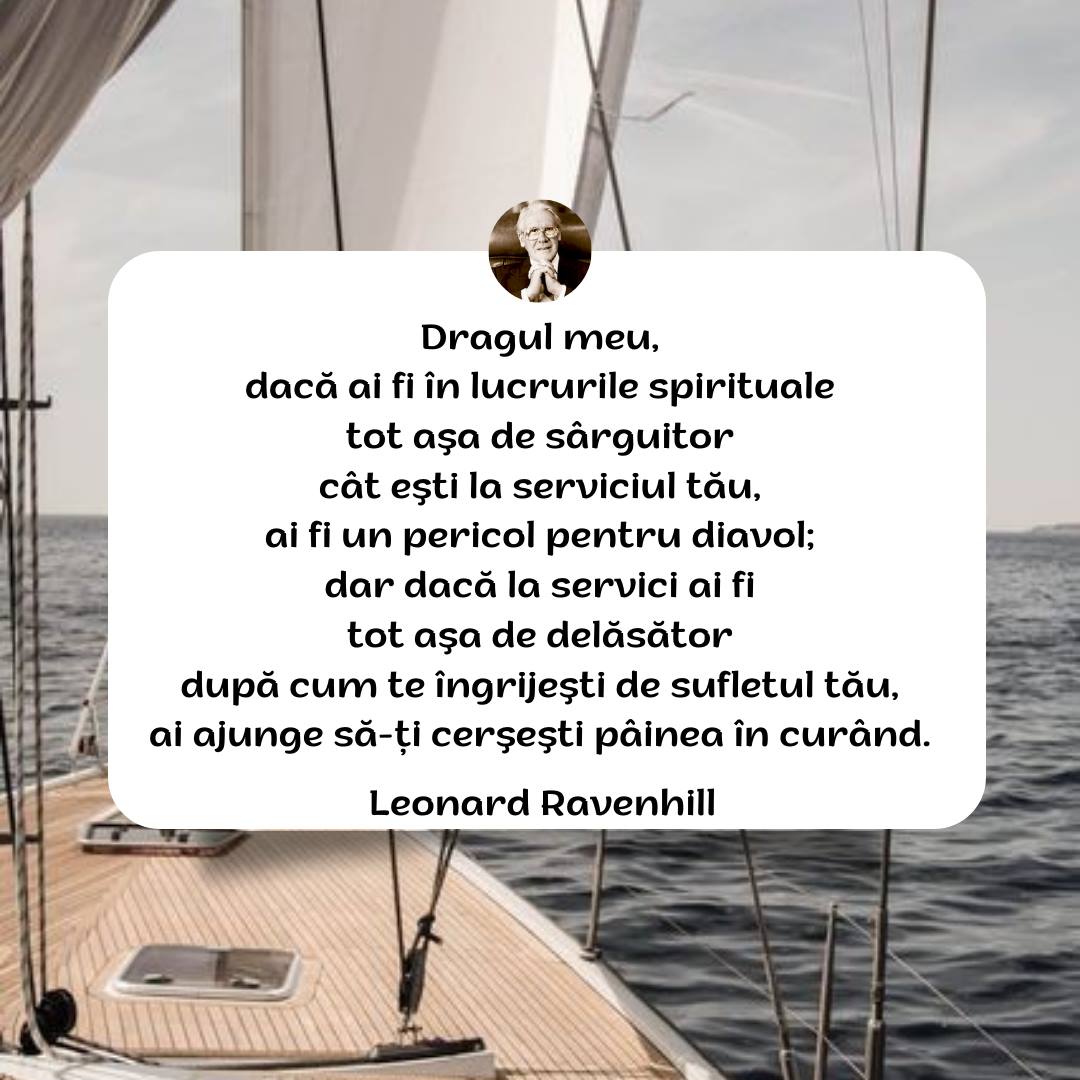 Dragul meu,
dacă ai fi în lucrurile spirituale
tot aşa de sârguitor
cât eşti la serviciul tău,
ai fi un pericol pentru diavol;
dar dacă la servici ai fi
tot aşa de delăsător
după cum te îngrijeşti de sufletul tău,
ai ajunge să-ți cerşeşti pâinea în curând.
Leonard Ravenhill